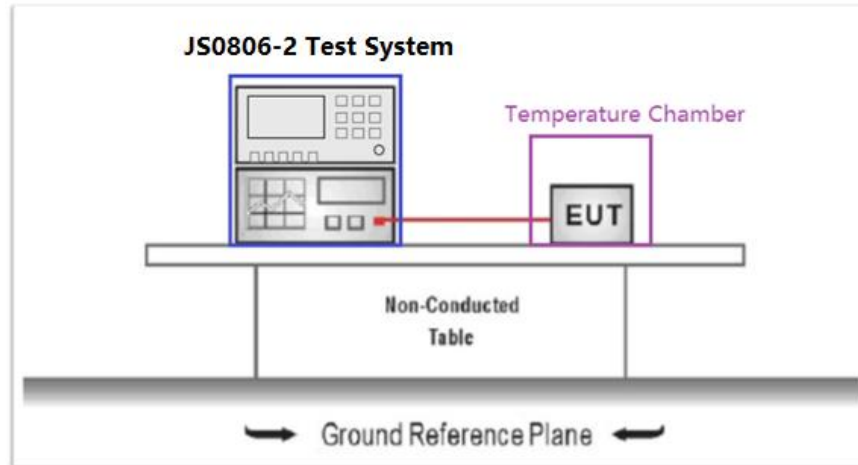 JS0806-2 Test System
Temperature Chamber
EUT
Non-Conducted
Table
Ground Reference Plane